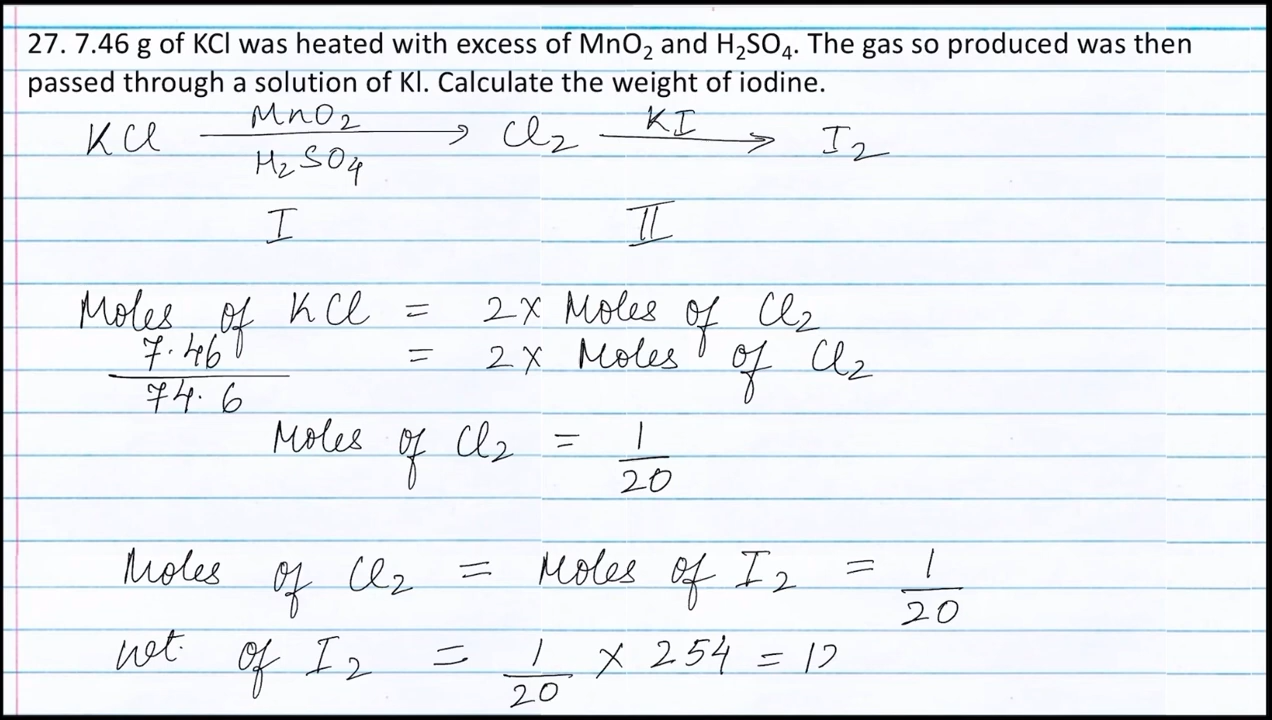 27. 7.46 g of KCl was heated with excess of MnO₂ and H₂SO₄. The gas so produced was then
passed through a solution of KI. Calculate the weight of iodine.
KCl —MnO₂/H₂SO₄→ Cl₂ —KI→ I₂
I II
Moles of KCl = 2 x Moles of Cl₂
7.46/74.6 = 2 x Moles of Cl₂
Moles of Cl₂ = 1/20
Moles of Cl₂ = Moles of I₂ = 1/20
wt. of I₂ = 1/20 x 254 = 12